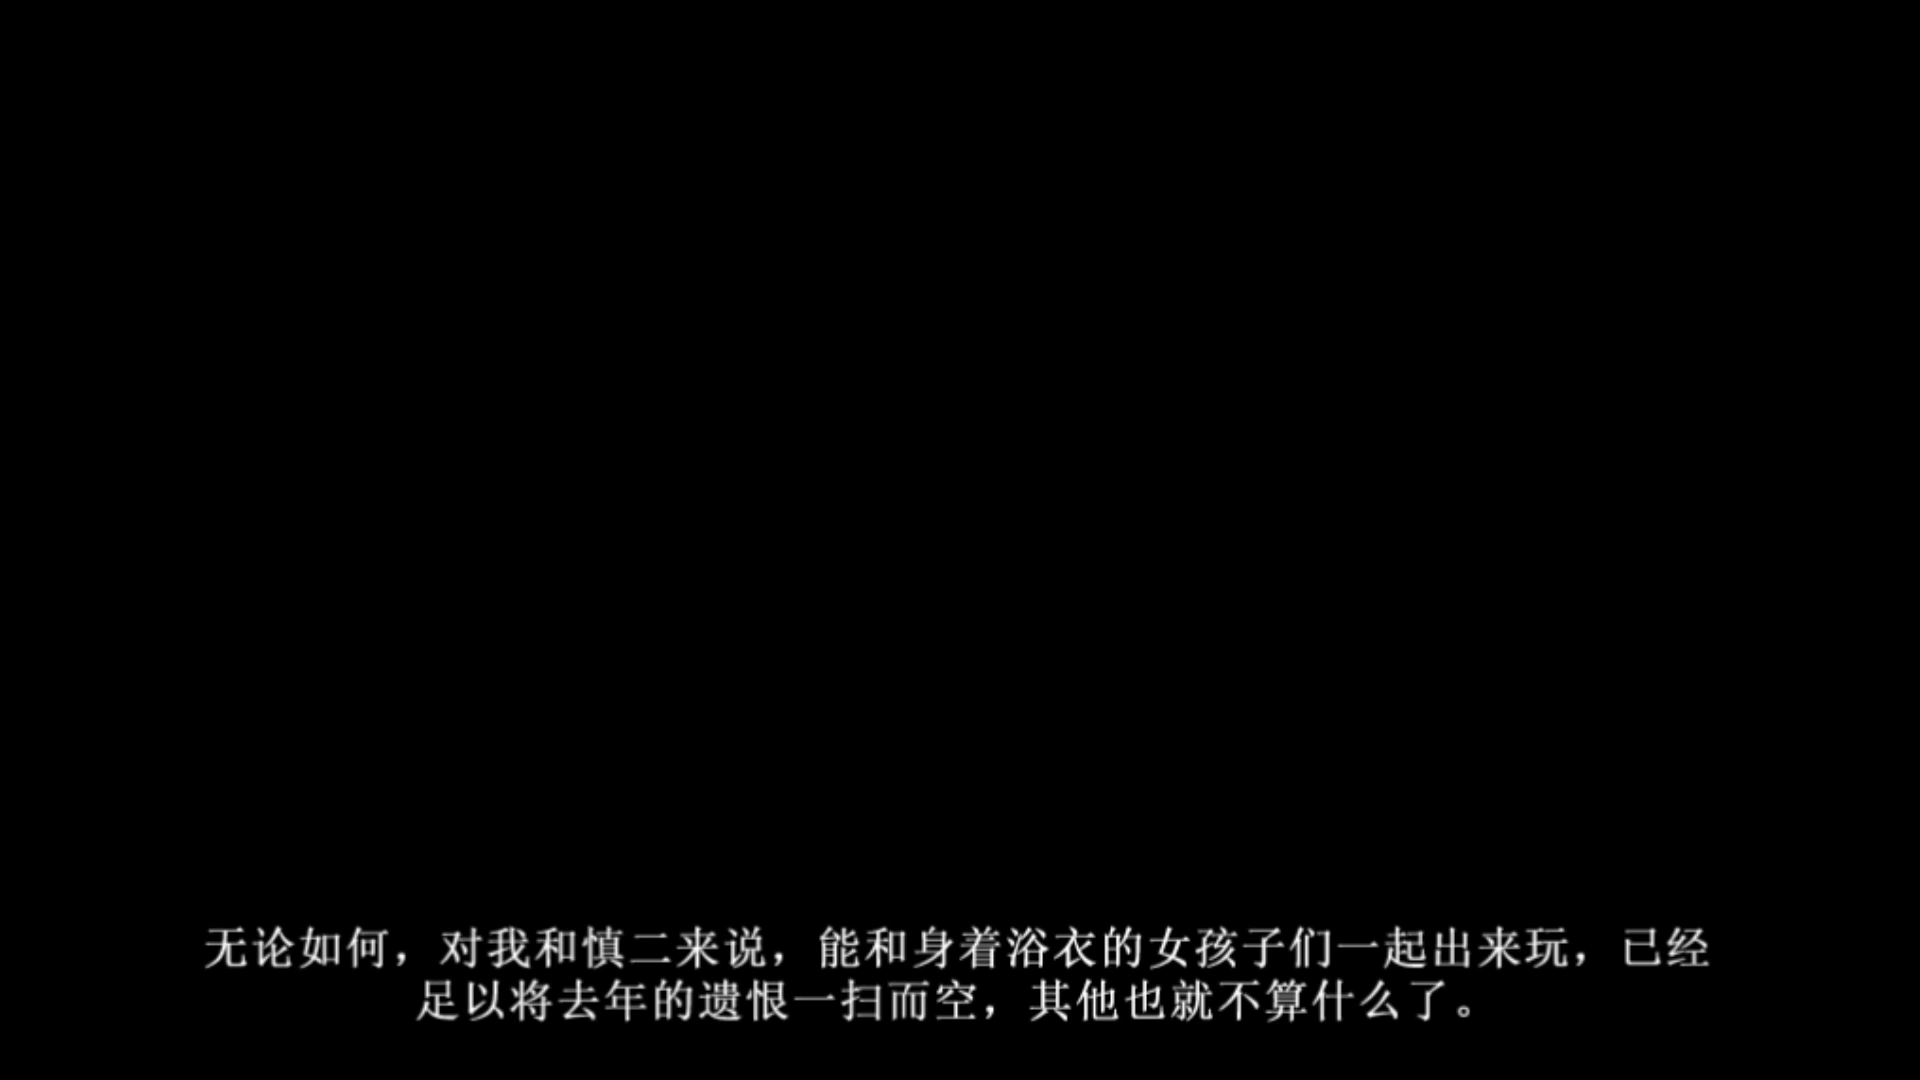 无论如何，对我和慎二来说，能和身着浴衣的女孩子们一起出来玩，已经
足以将去年的遗恨一扫而空，其他也就不算什么了。